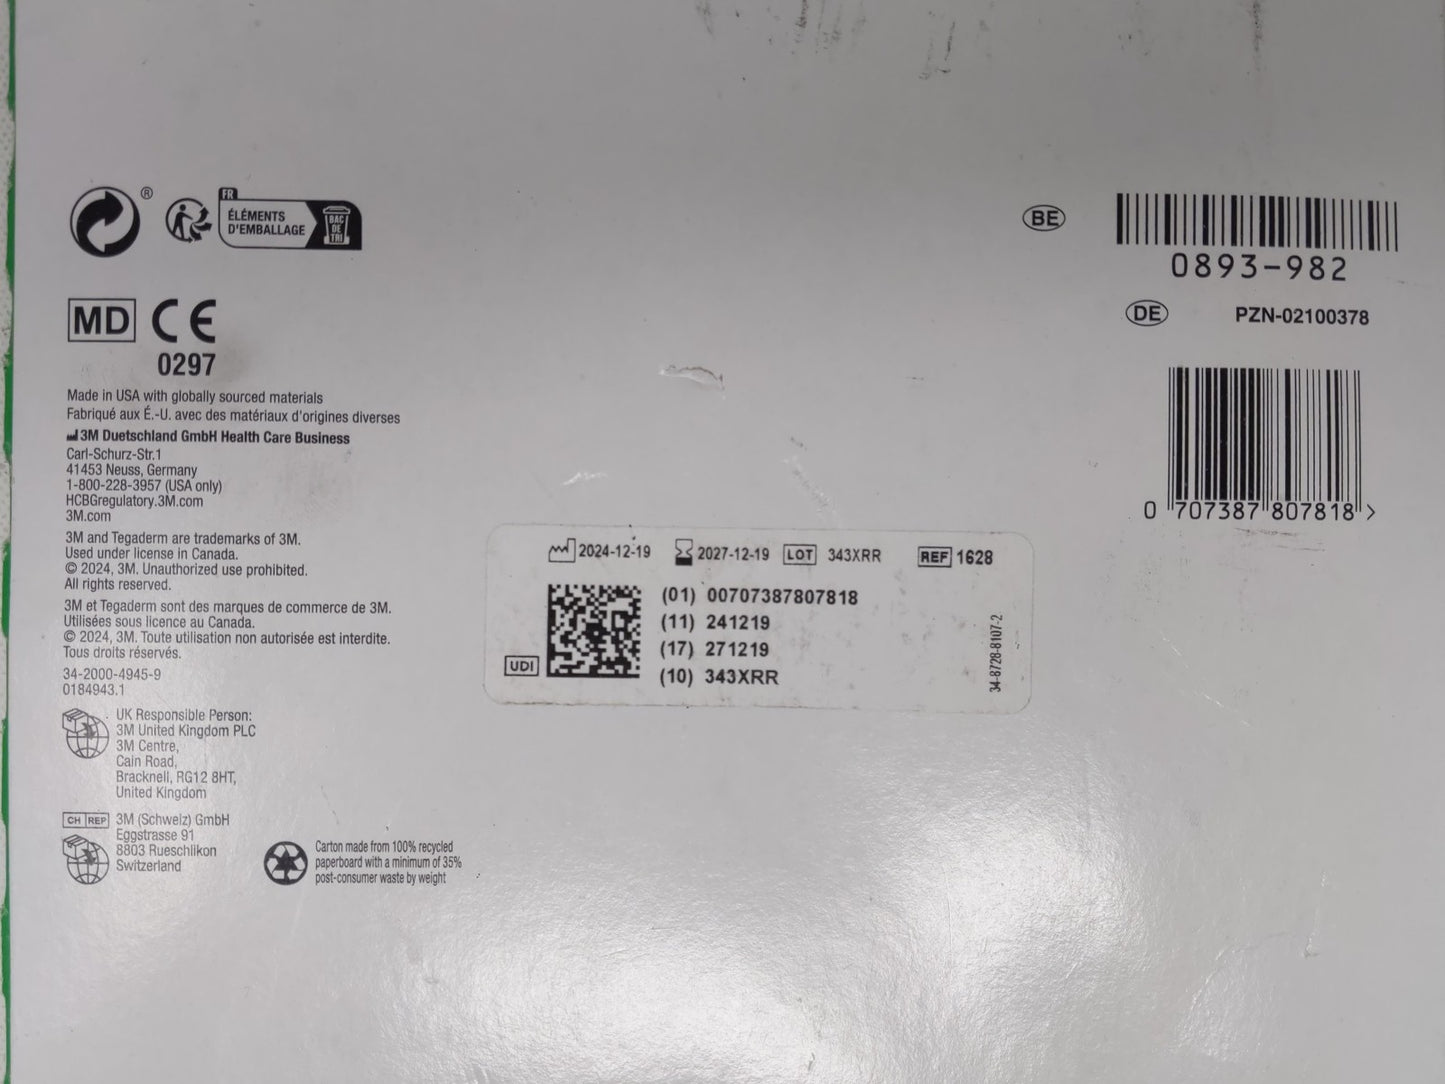 ®
FR
ÉLÉMENTS
D'EMBALLAGE
BAC
DE
TRI
MD CE
0297
Made in USA with globally sourced materials
Fabriqué aux É.-U. avec des matériaux d'origines diverses
3M Duetschland GmbH Health Care Business
Carl-Schurz-Str.1
41453 Neuss, Germany
1-800-228-3957 (USA only)
HCBGregulatory.3M.com
3M.com
3M and Tegaderm are trademarks of 3M.
Used under license in Canada.
© 2024, 3M. Unauthorized use prohibited.
All rights reserved.
3M et Tegaderm sont des marques de commerce de 3M.
Utilisées sous licence au Canada.
© 2024, 3M. Toute utilisation non autorisée est interdite.
Tous droits réservés.
34-2000-4945-9
0184943.1
UK Responsible Person:
3M United Kingdom PLC
3M Centre,
Cain Road,
Bracknell, RG12 8HT,
United Kingdom
CH REP 3M (Schweiz) GmbH
Eggstrasse 91
8803 Rueschlikon
Switzerland
Carton made from 100% recycled
paperboard with a minimum of 35%
post-consumer waste by weight
2024-12-19 2027-12-19 LOT 343XRR REF 1628
(01) 00707387807818
(11) 241219
(17) 271219
(10) 343XRR
UDI
34-8728-8107-2
BE
0893-982
DE PZN-02100378
0 707387 807818 >